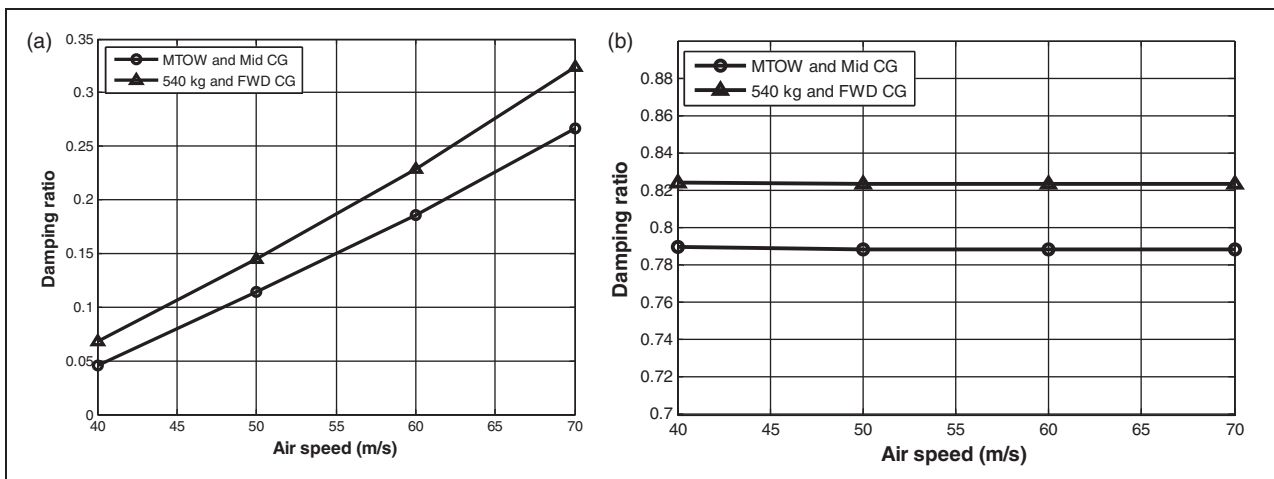 (a)
0.35
0.3
0.25
0.2
0.15
0.1
0.05
0
Damping ratio
MTOW and Mid CG
540 kg and FWD CG
40 45 50 55 60 65 70
Air speed (m/s)
(b)
0.88
0.86
0.84
0.82
0.8
0.78
0.76
0.74
0.72
0.7
Damping ratio
MTOW and Mid CG
540 kg and FWD CG
40 45 50 55 60 65 70
Air speed (m/s)